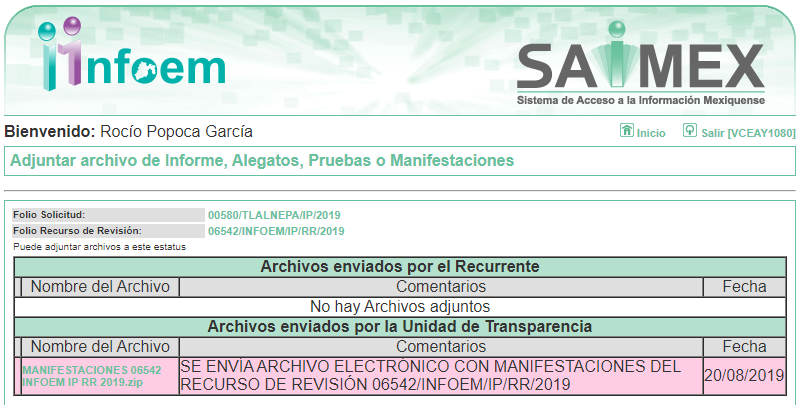 infoem
SAIMEX
Sistema de Acceso a la Información Mexiquense
Bienvenido: Rocío Popoca García
Inicio Salir [VCEAY1080]
Adjuntar archivo de Informe, Alegatos, Pruebas o Manifestaciones
Folio Solicitud: 00580/TLALNEPA/IP/2019
Folio Recurso de Revisión: 06542/INFOEM/IP/RR/2019
Puede adjuntar archivos a este estatus
Archivos enviados por el Recurrente
Nombre del Archivo Comentarios Fecha
No hay Archivos adjuntos
Archivos enviados por la Unidad de Transparencia
Nombre del Archivo Comentarios Fecha
MANIFESTACIONES 06542
INFOEM IP RR 2019.zip
SE ENVÍA ARCHIVO ELECTRÓNICO CON MANIFESTACIONES DEL
RECURSO DE REVISIÓN 06542/INFOEM/IP/RR/2019
20/08/2019